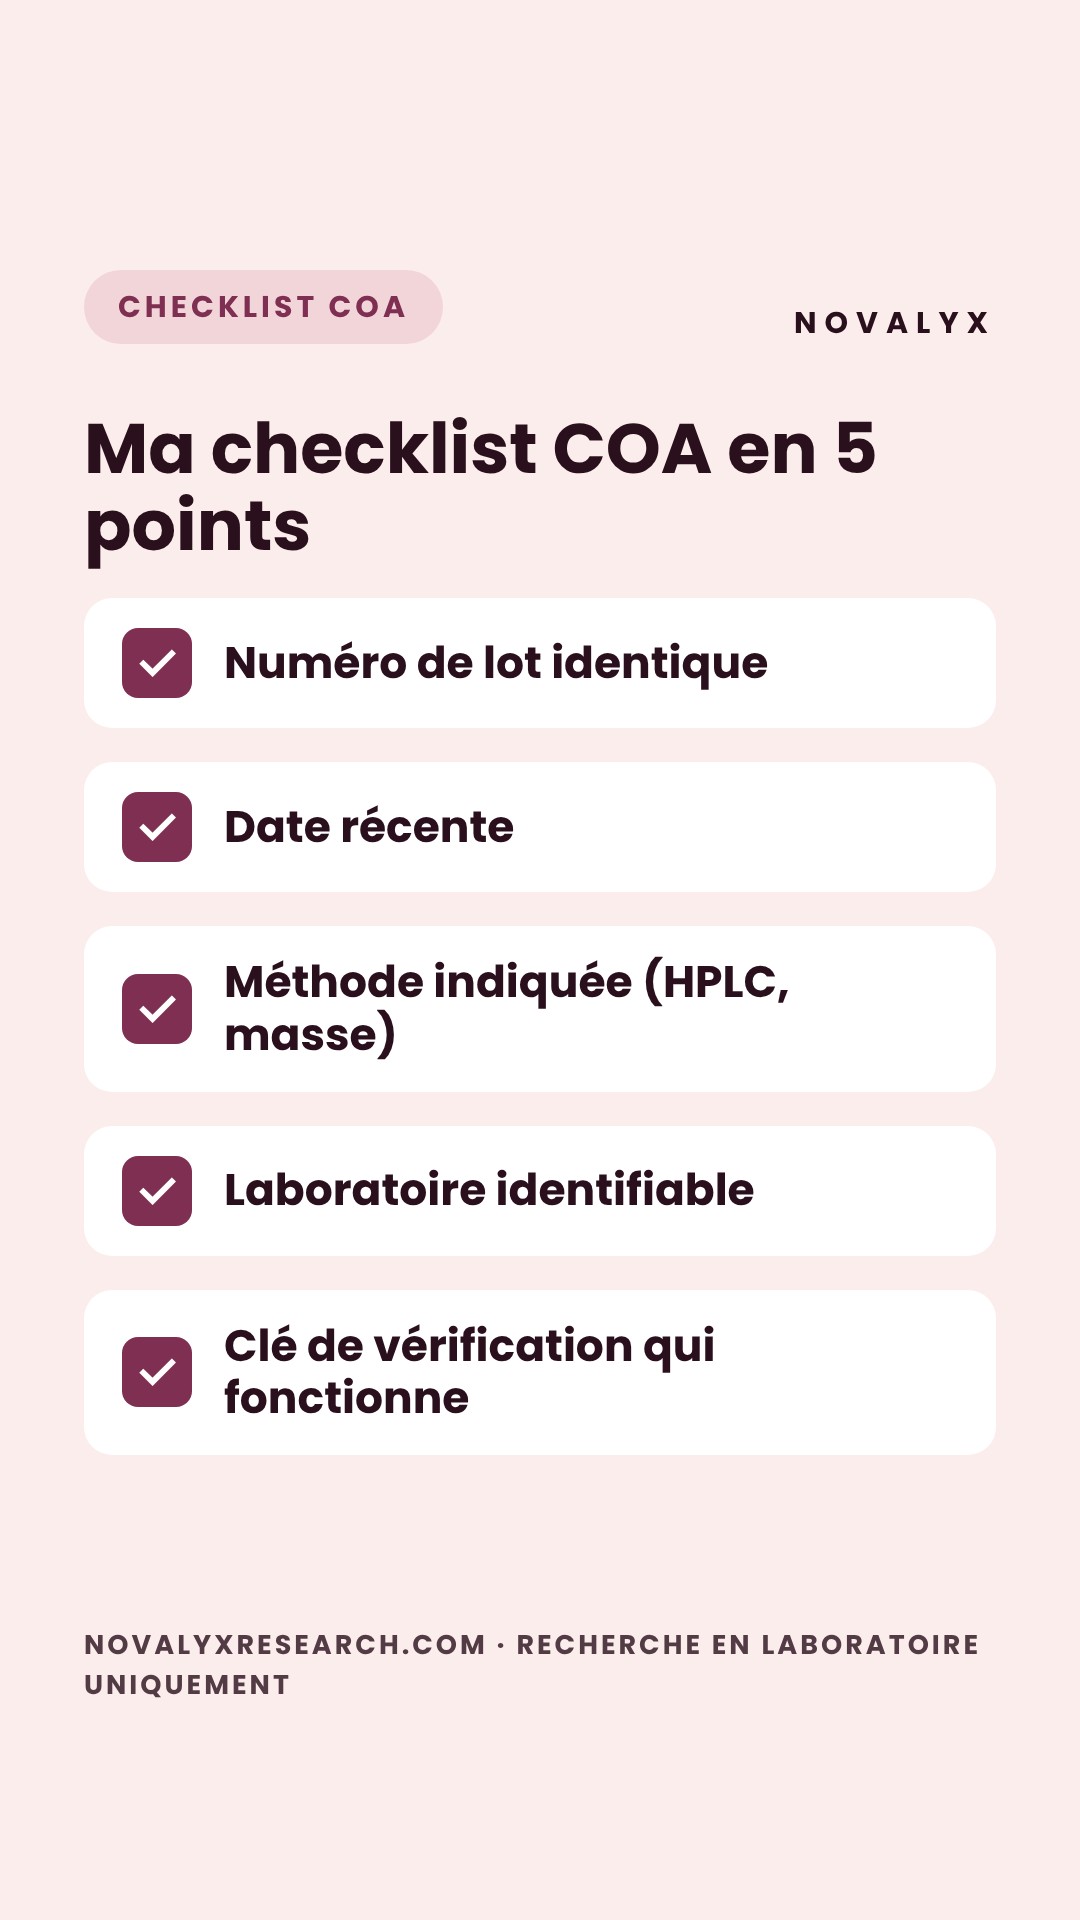 CHECKLIST COA
NOVALYX
Ma checklist COA en 5
points
Numéro de lot identique
Date récente
Méthode indiquée (HPLC,
masse)
Laboratoire identifiable
Clé de vérification qui
fonctionne
NOVALYXRESEARCH.COM · RECHERCHE EN LABORATOIRE
UNIQUEMENT